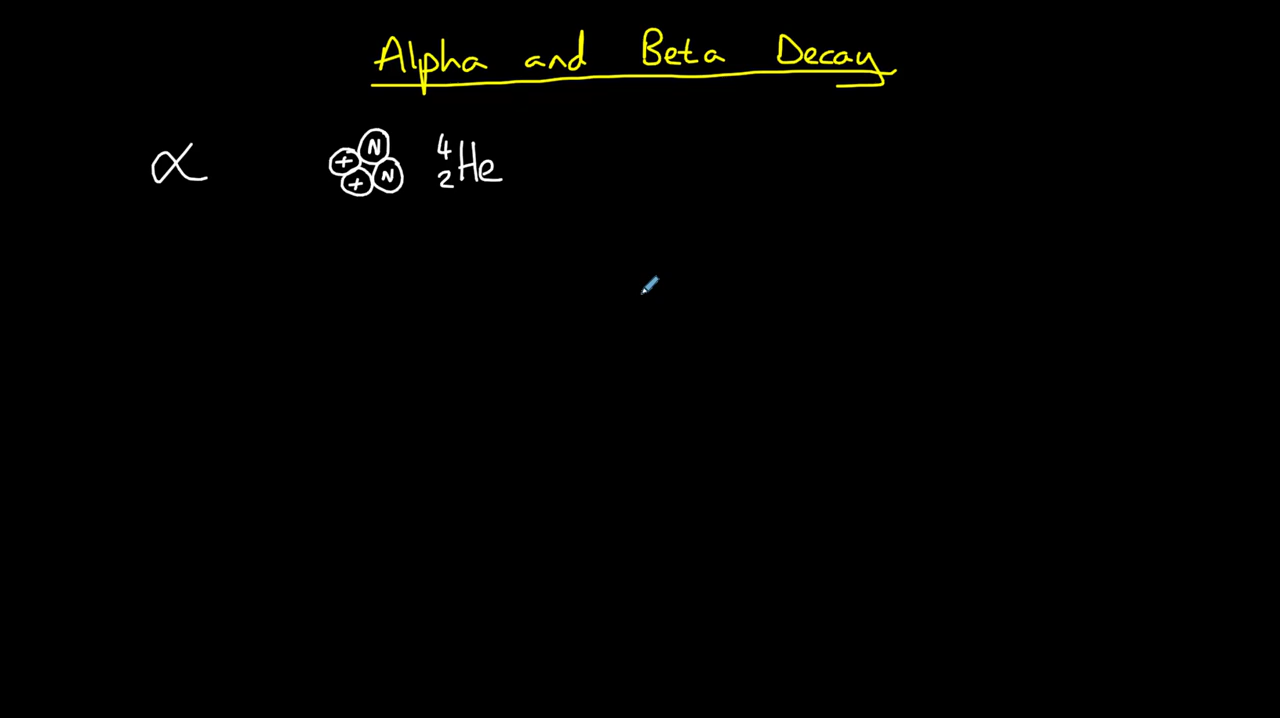 Alpha and Beta Decay
α + N + N ⁴₂He